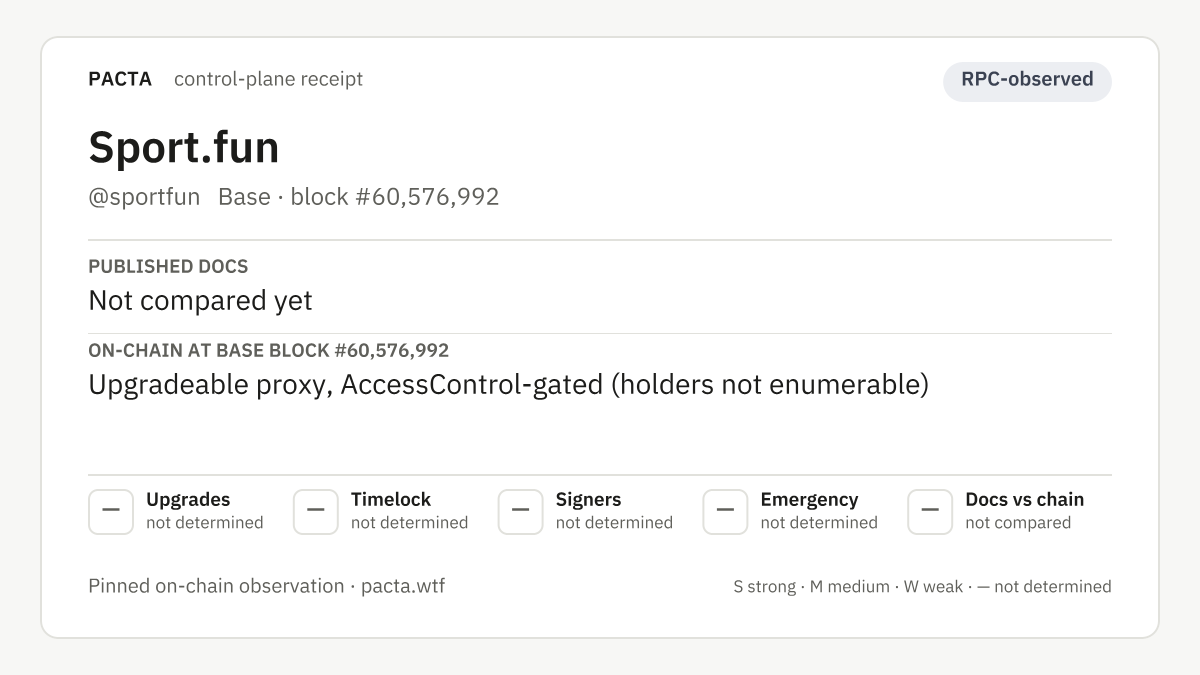 PACTA control-plane receipt RPC-observed
Sport.fun
@sportfun Base · block #60,576,992
PUBLISHED DOCS
Not compared yet
ON-CHAIN AT BASE BLOCK #60,576,992
Upgradeable proxy, AccessControl-gated (holders not enumerable)
— Upgrades — Timelock — Signers — Emergency — Docs vs chain
not determined not determined not determined not determined not compared
Pinned on-chain observation · pacta.wtf S strong · M medium · W weak · — not determined